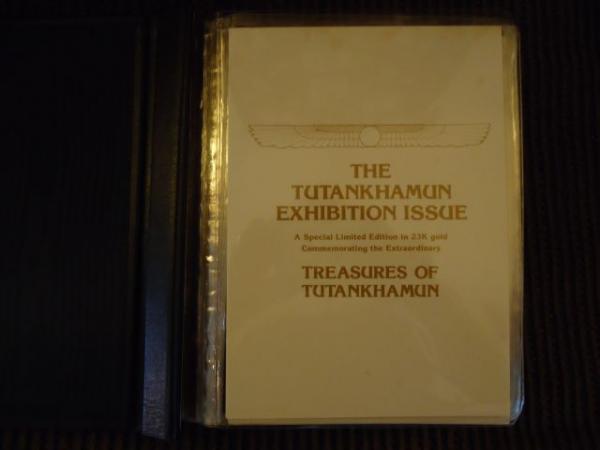 THE
TUTANKHAMUN
EXHIBITION ISSUE
A Special Limited Edition in 23K gold
Commemorating the Extraordinary
TREASURES OF
TUTANKHAMUN